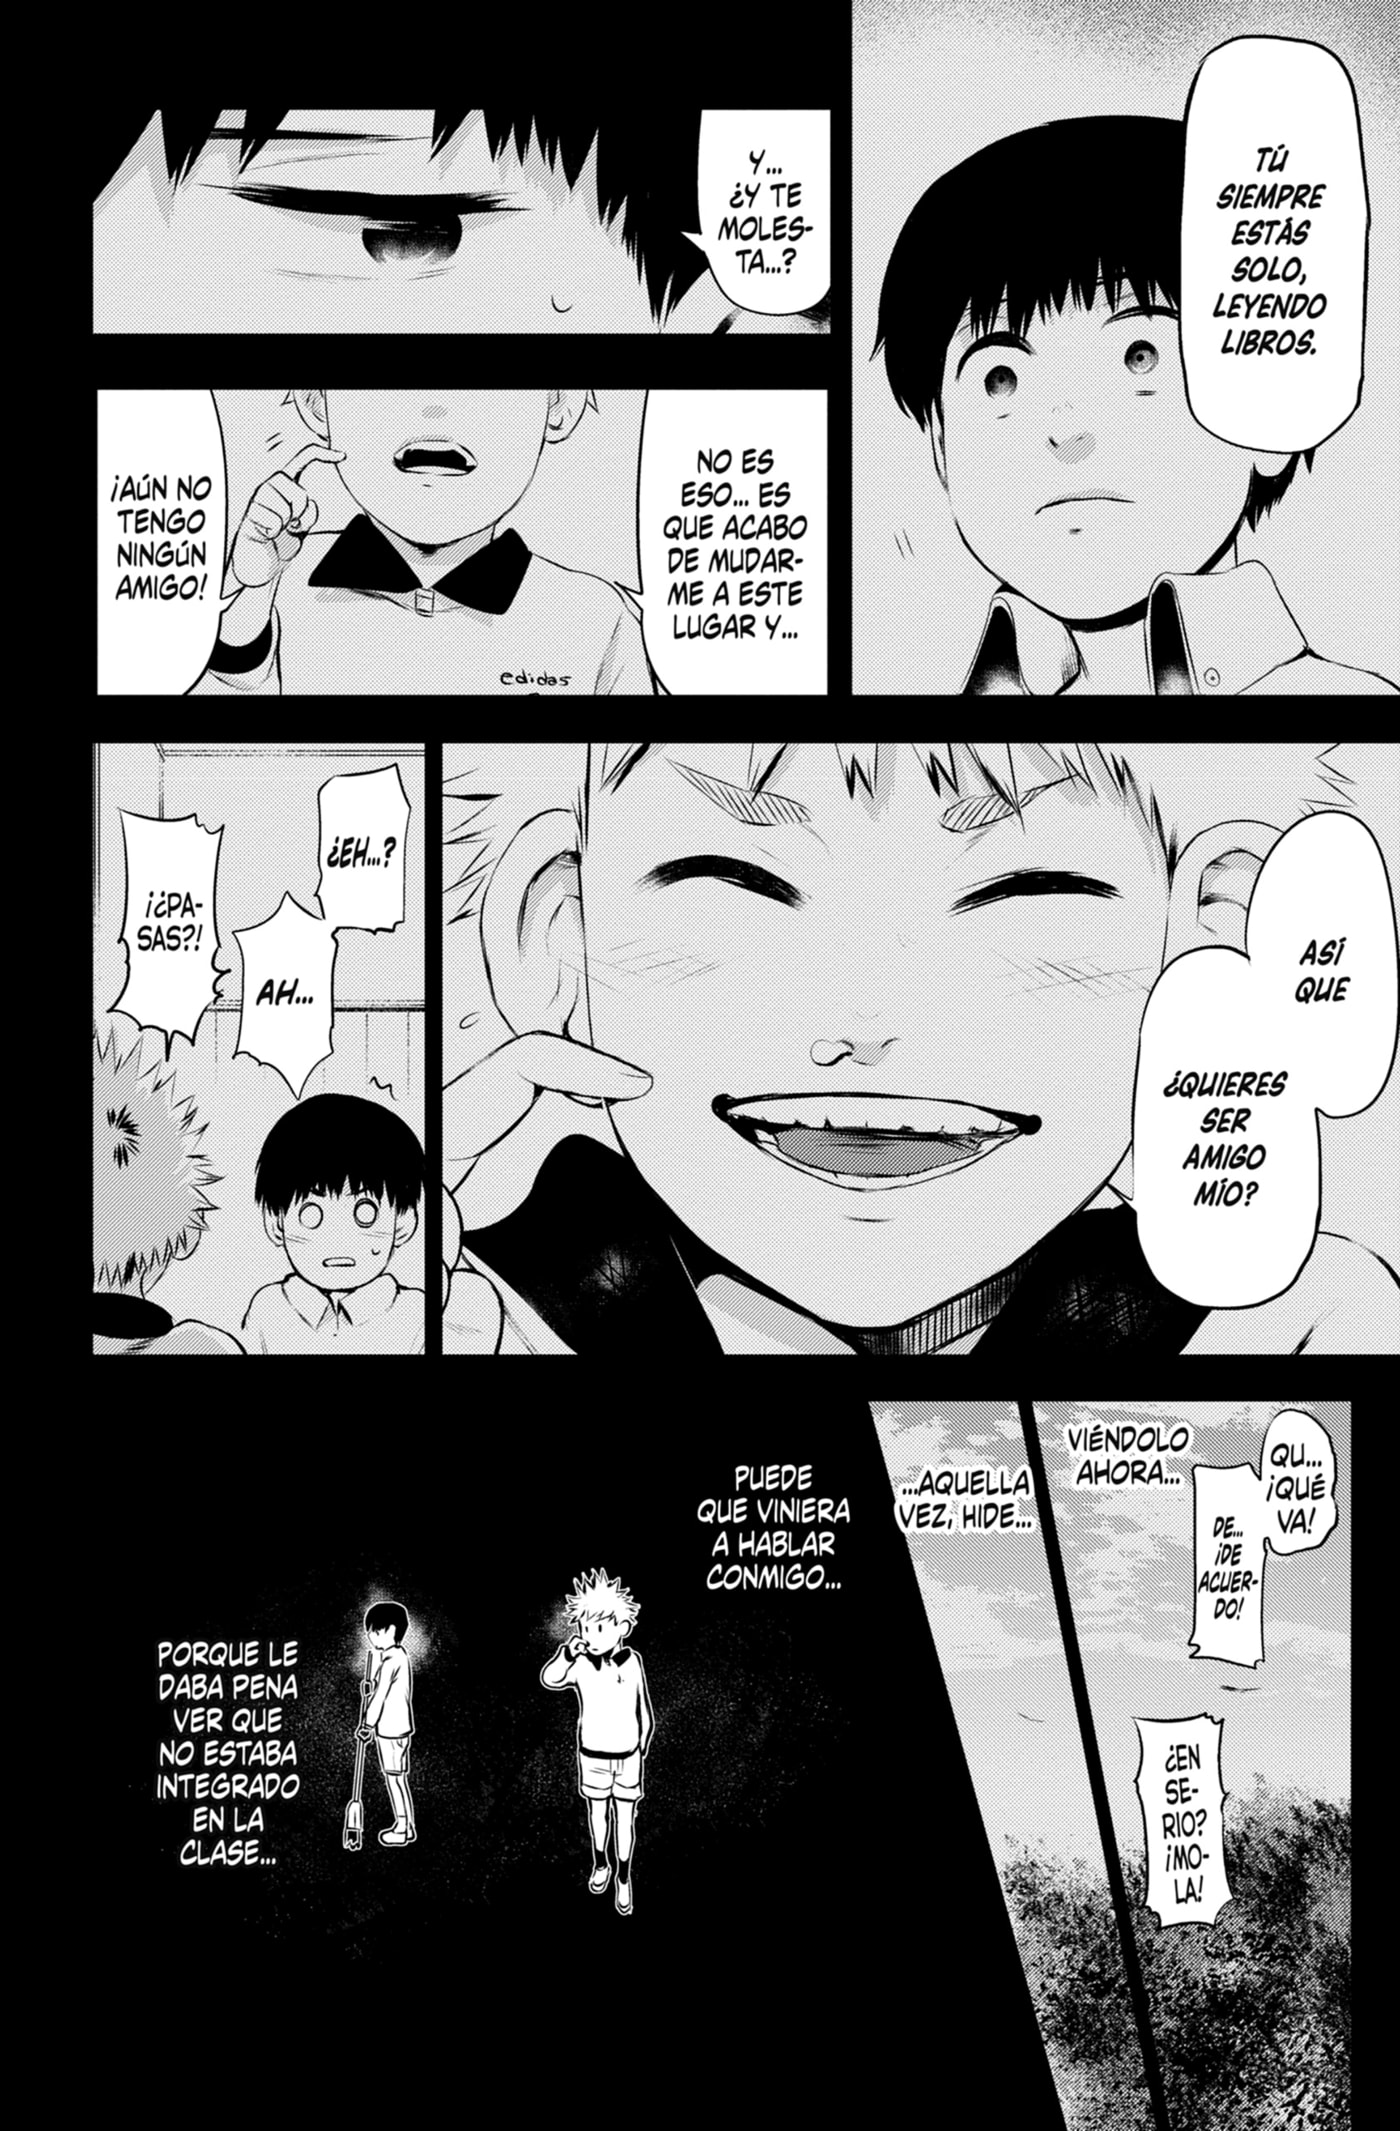 TÚ
SIEMPRE
ESTÁS
SOLO,
LEYENDO
LIBROS.
Y...
¿Y TE
MOLES-
TA...?
NO ES
ESO... ES
QUE ACABO
DE MUDAR-
ME A ESTE
LUGAR Y...
¡AÚN NO
TENGO
NINGÚN
AMIGO!
edidas
ASÍ
QUE
¿QUIERES
SER
AMIGO
MÍO?
¿EH...?
AH...
¡¿PA-
SAS?!
QU...
¡QUÉ
VA!
DE...
¡DE
ACUER-
DO!
¿EN
SE-
RIO?
¡MO-
LA!
VIÉNDOLO
AHORA...
...AQUELLA
VEZ, HIDE...
PUEDE
QUE VINIERA
A HABLAR
CONMIGO...
PORQUE LE
DABA PENA
VER QUE
NO ESTABA
INTEGRADO
EN LA
CLASE...